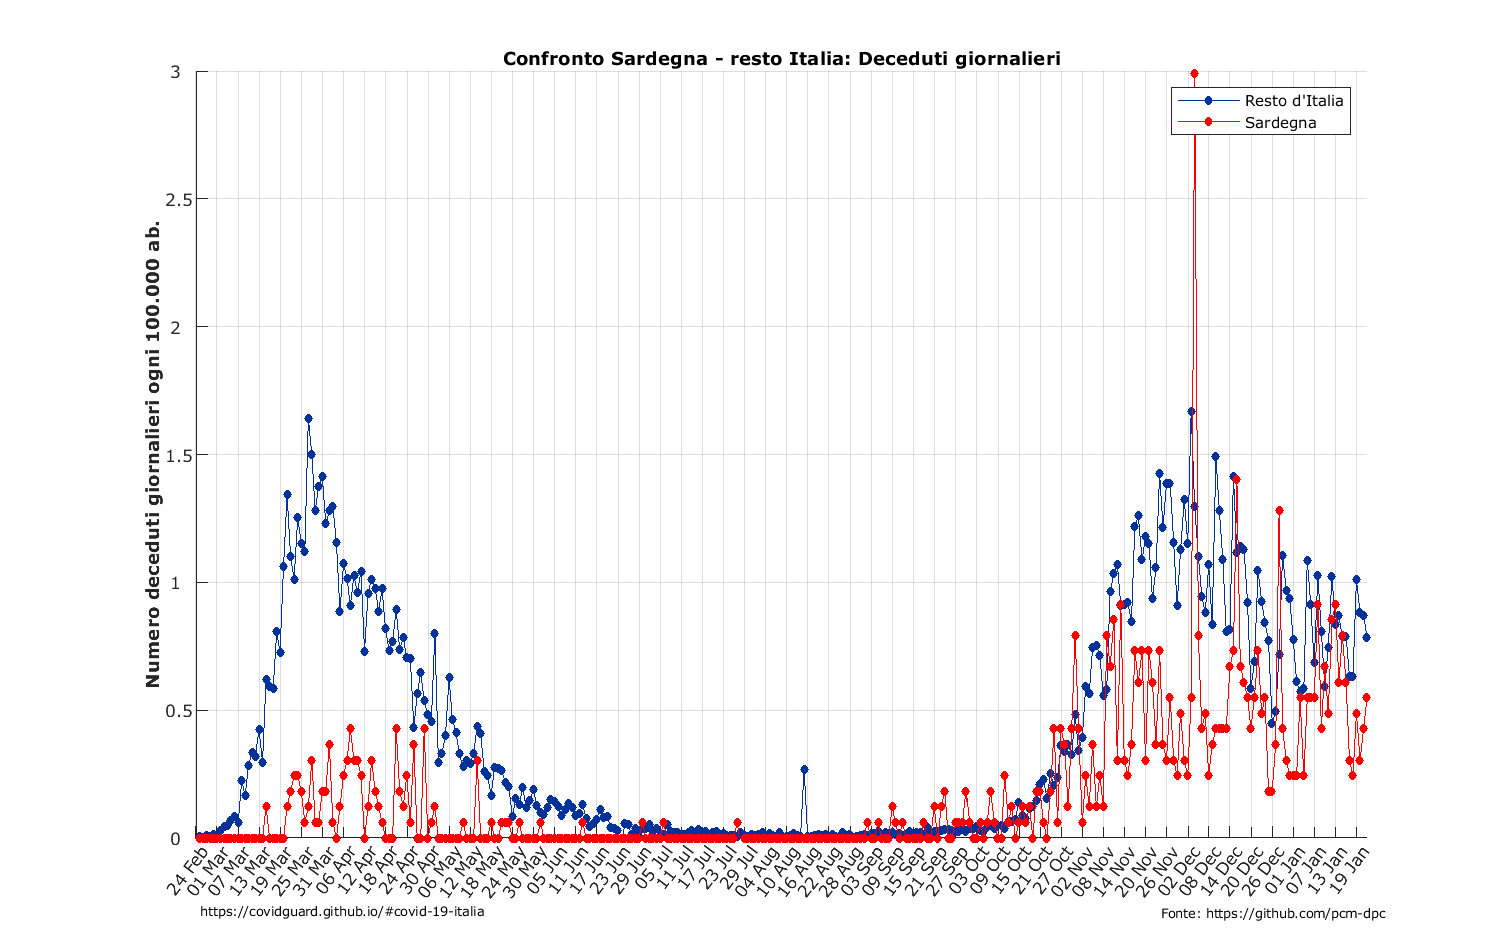 Confronto Sardegna - resto Italia: Deceduti giornalieri
Resto d'Italia
Sardegna
Numero deceduti giornalieri ogni 100.000 ab.
3
2.5
2
1.5
1
0.5
0
24 Feb
01 Mar
07 Mar
13 Mar
19 Mar
25 Mar
31 Mar
06 Apr
12 Apr
18 Apr
24 Apr
30 Apr
06 May
12 May
18 May
24 May
30 May
05 Jun
11 Jun
17 Jun
23 Jun
29 Jun
05 Jul
11 Jul
17 Jul
23 Jul
29 Jul
04 Aug
10 Aug
16 Aug
22 Aug
28 Aug
03 Sep
09 Sep
15 Sep
21 Sep
27 Sep
03 Oct
09 Oct
15 Oct
21 Oct
27 Oct
02 Nov
08 Nov
14 Nov
20 Nov
26 Nov
02 Dec
08 Dec
14 Dec
20 Dec
26 Dec
01 Jan
07 Jan
13 Jan
19 Jan
https://covidguard.github.io/#covid-19-italia
Fonte: https://github.com/pcm-dpc